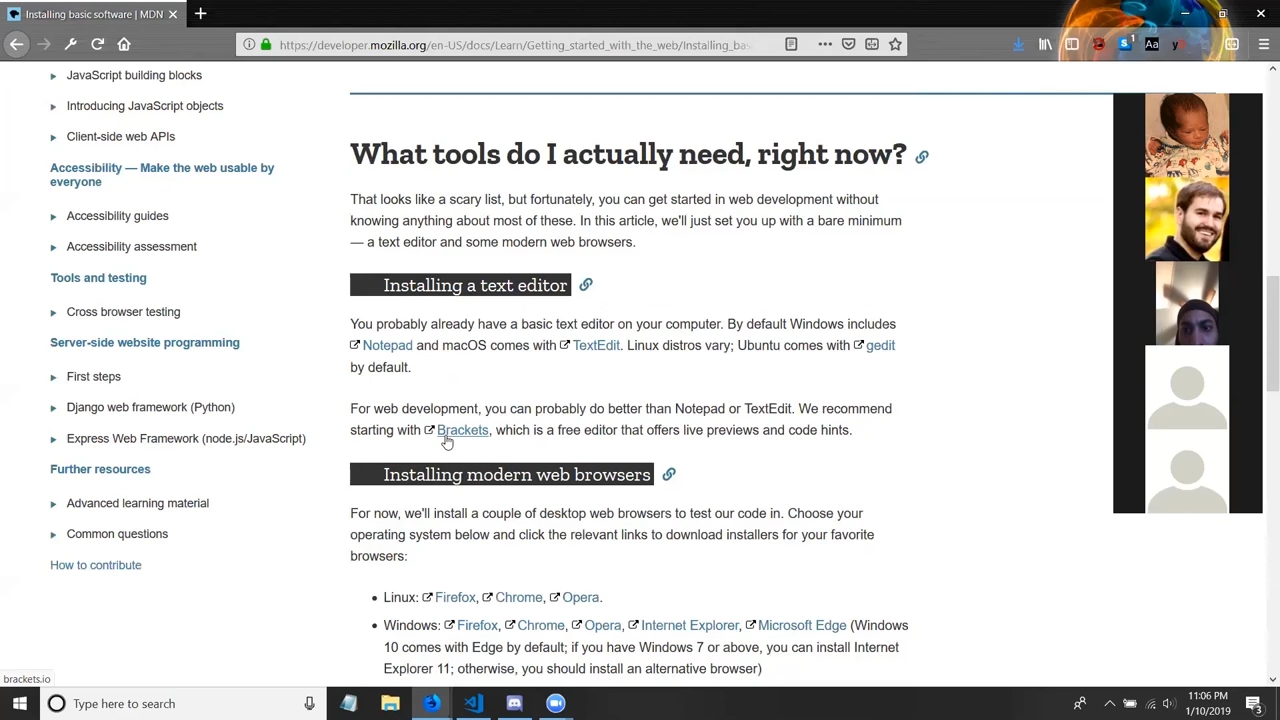 Installing basic software | MDN
https://developer.mozilla.org/en-US/docs/Learn/Getting_started_with_the_web/Installing_ba
S 1
Aa
JavaScript building blocks
Introducing JavaScript objects
Client-side web APIs
Accessibility — Make the web usable by
everyone
Accessibility guides
Accessibility assessment
Tools and testing
Cross browser testing
Server-side website programming
First steps
Django web framework (Python)
Express Web Framework (node.js/JavaScript)
Further resources
Advanced learning material
Common questions
How to contribute
What tools do I actually need, right now?
That looks like a scary list, but fortunately, you can get started in web development without
knowing anything about most of these. In this article, we'll just set you up with a bare minimum
— a text editor and some modern web browsers.
Installing a text editor
You probably already have a basic text editor on your computer. By default Windows includes
Notepad and macOS comes with TextEdit. Linux distros vary; Ubuntu comes with gedit
by default.
For web development, you can probably do better than Notepad or TextEdit. We recommend
starting with Brackets, which is a free editor that offers live previews and code hints.
Installing modern web browsers
For now, we'll install a couple of desktop web browsers to test our code in. Choose your
operating system below and click the relevant links to download installers for your favorite
browsers:
• Linux: Firefox, Chrome, Opera.
• Windows: Firefox, Chrome, Opera, Internet Explorer, Microsoft Edge (Windows
10 comes with Edge by default; if you have Windows 7 or above, you can install Internet
Explorer 11; otherwise, you should install an alternative browser)
brackets.io
Type here to search
11:06 PM
1/10/2019
3